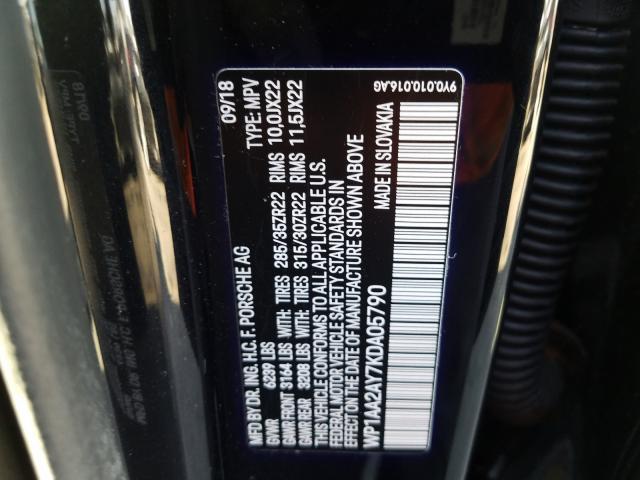 MFD BY DR. ING. H.C. F. PORSCHE AG 09/18
GVWR 6239 LBS TYPE: MPV
GAWR FRONT 3164 LBS WITH: TIRES 285/35ZR22 RIMS 10,0JX22
GAWR REAR 3208 LBS WITH: TIRES 315/30ZR22 RIMS 11,5JX22
THIS VEHICLE CONFORMS TO ALL APPLICABLE U.S.
FEDERAL MOTOR VEHICLE SAFETY STANDARDS IN
EFFECT ON THE DATE OF MANUFACTURE SHOWN ABOVE
WP1AA2AY7KDA05790 MADE IN SLOVAKIA
9Y0.010.016.AG